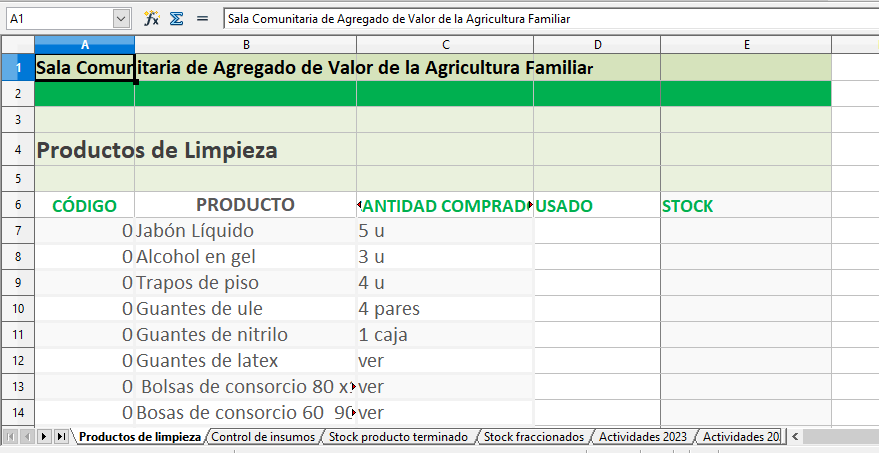 A1 Sala Comunitaria de Agregado de Valor de la Agricultura Familiar
A B C D E
1 Sala Comunitaria de Agregado de Valor de la Agricultura Familiar
2
3
4 Productos de Limpieza
5
6 CÓDIGO PRODUCTO ANTIDAD COMPRAD USADO STOCK
7 0 Jabón Líquido 5 u
8 0 Alcohol en gel 3 u
9 0 Trapos de piso 4 u
10 0 Guantes de ule 4 pares
11 0 Guantes de nitrilo 1 caja
12 0 Guantes de latex ver
13 0 Bolsas de consorcio 80 x ver
14 0 Bosas de consorcio 60 90 ver
Productos de limpieza Control de insumos Stock producto terminado Stock fraccionados Actividades 2023 Actividades 20